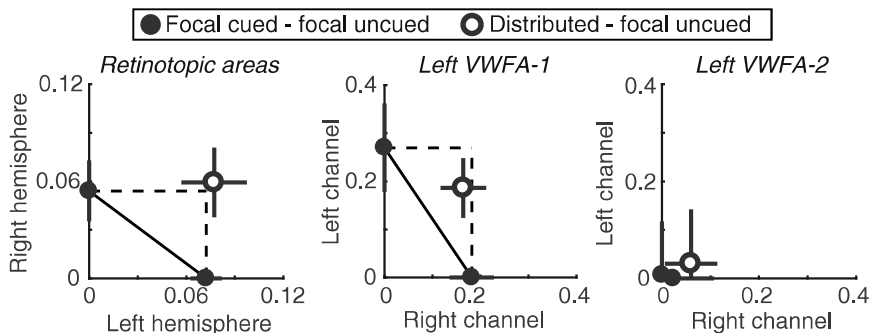 Focal cued - focal uncued Distributed - focal uncued
Retinotopic areas
Left VWFA-1
Left VWFA-2
0.12
0.06
0
Right hemisphere
0 0.06 0.12
Left hemisphere
0.4
0.2
0
Left channel
0 0.2 0.4
Right channel
0.4
0.2
0
Left channel
0 0.2 0.4
Right channel